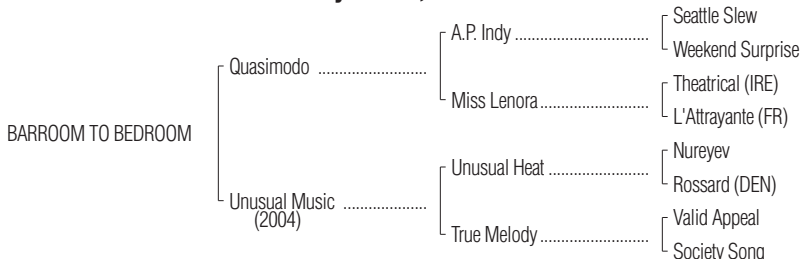 Seattle Slew
A.P. Indy
Weekend Surprise
Quasimodo
Theatrical (IRE)
Miss Lenora
L'Attrayante (FR)
BARROOM TO BEDROOM
Nureyev
Unusual Heat
Rossard (DEN)
Unusual Music
(2004)
Valid Appeal
True Melody
Society Song